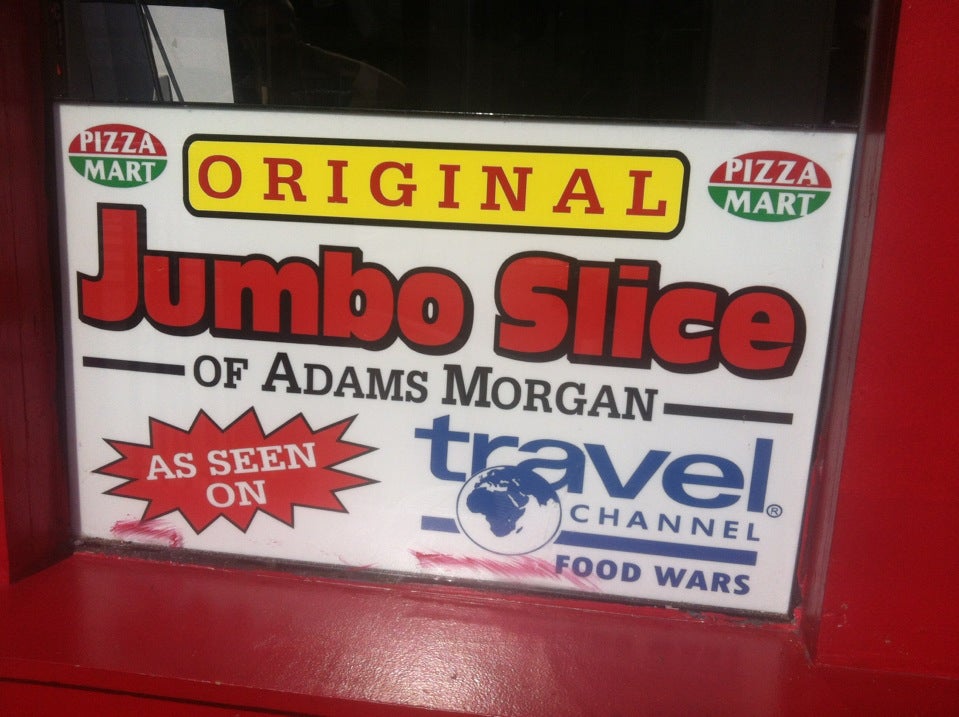 PIZZA
MART
ORIGINAL
PIZZA
MART
Jumbo Slice
OF ADAMS MORGAN
AS SEEN
ON
travel®
CHANNEL
FOOD WARS